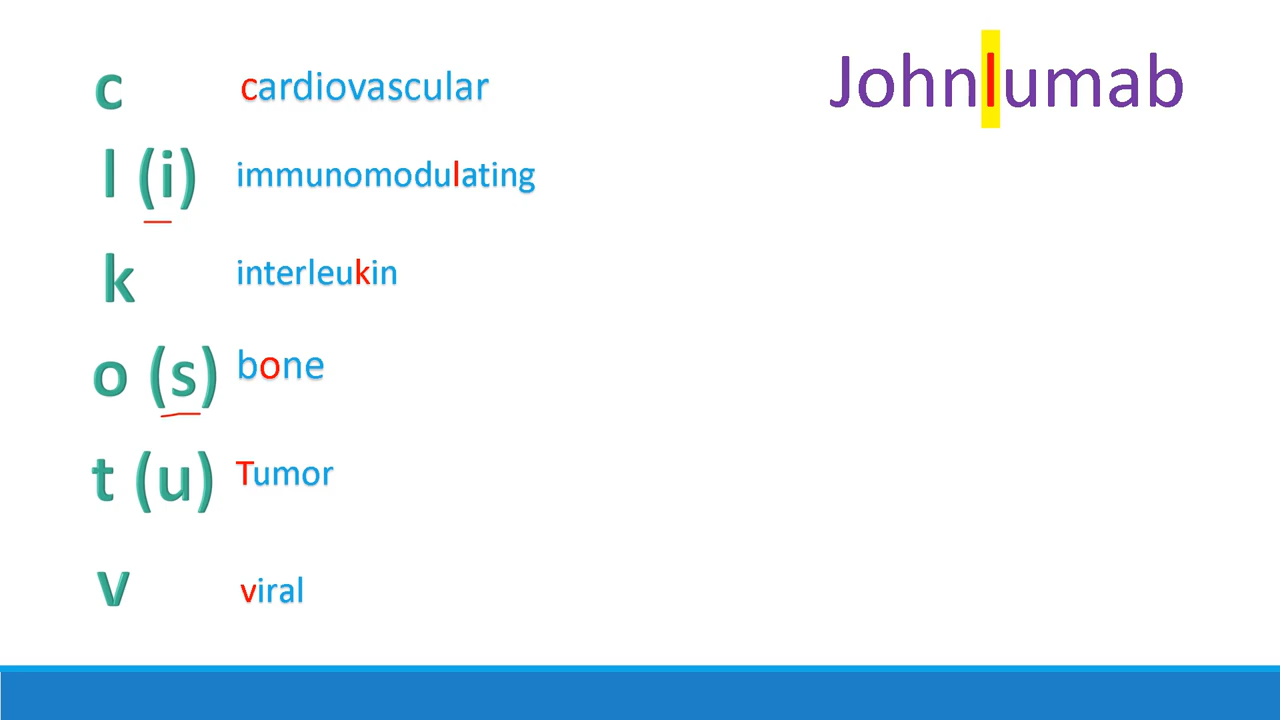 Johnlumab
c cardiovascular
l (i) immunomodulating
k interleukin
o (s) bone
t (u) Tumor
v viral